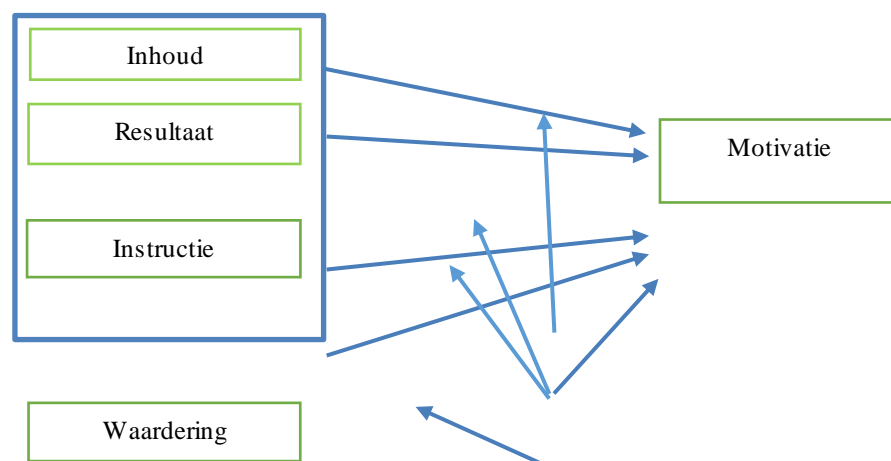 Inhoud
Resultaat
Motivatie
Instructie
Waardering